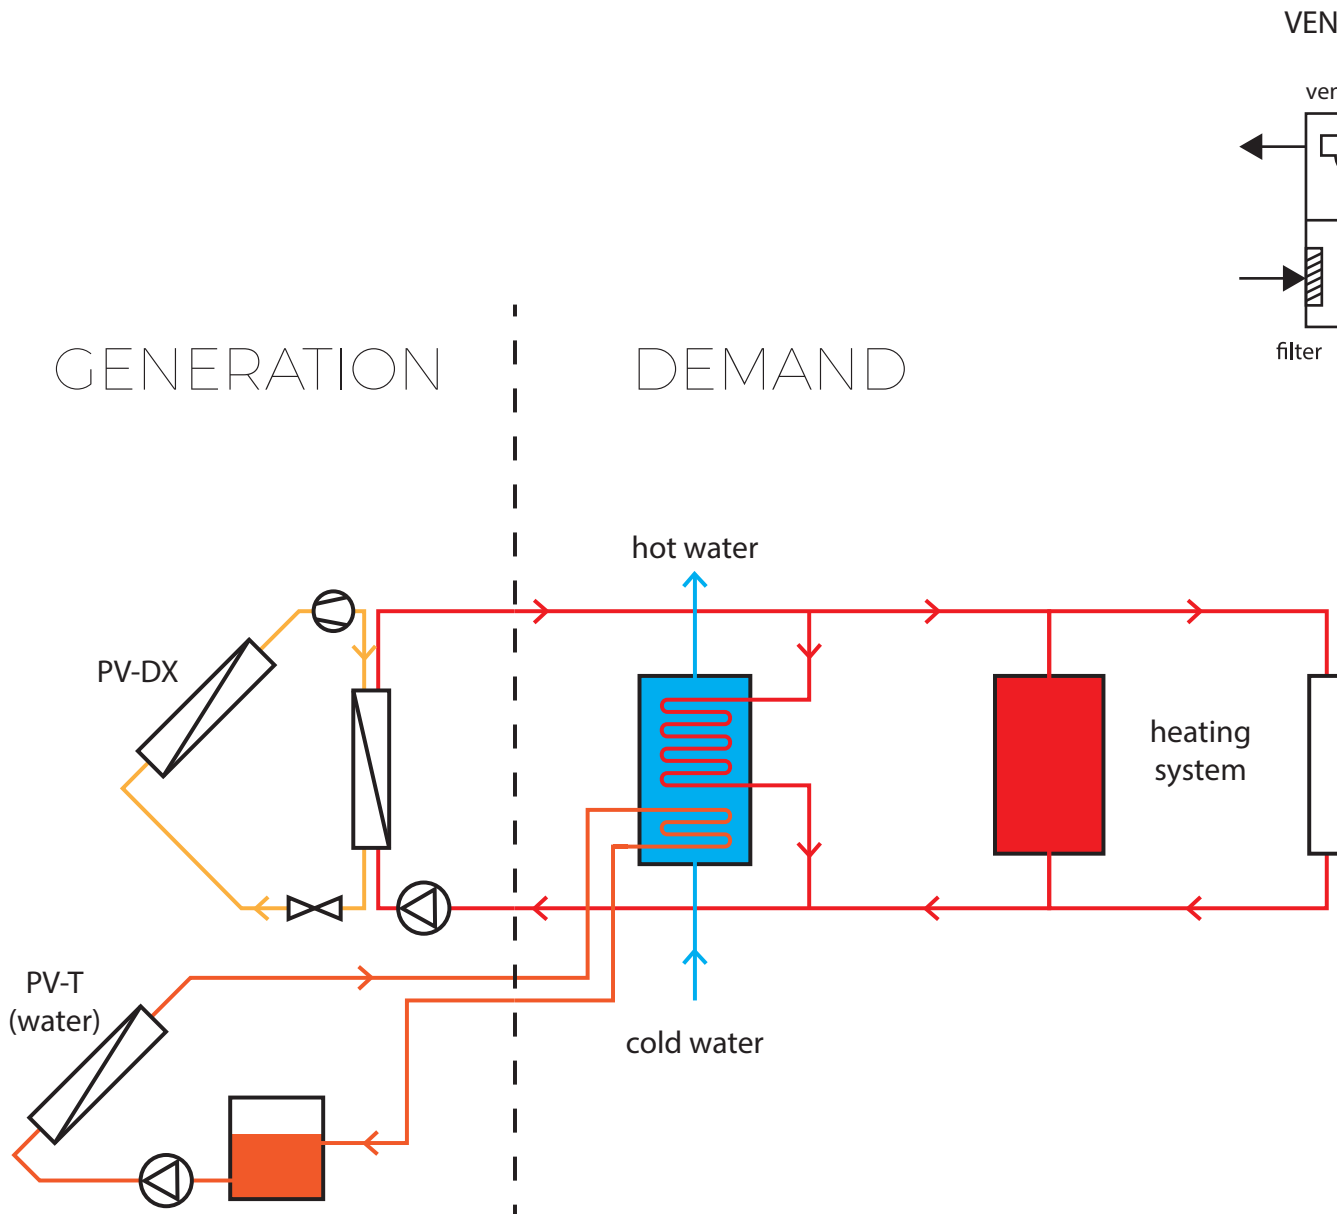 VEN
ver
filter
GENERATION
DEMAND
hot water
PV-DX
heating
system
PV-T
(water)
cold water